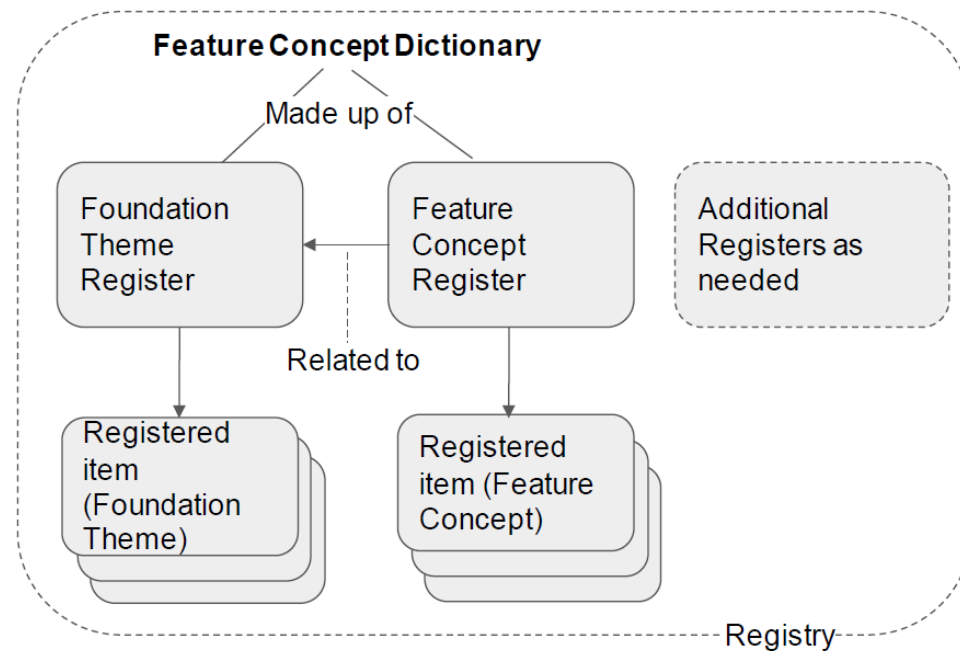 Feature Concept Dictionary
Made up of
Foundation
Theme
Register
Feature
Concept
Register
Additional
Registers as
needed
Related to
Registered
item
(Foundation
Theme)
Registered
item (Feature
Concept)
Registry